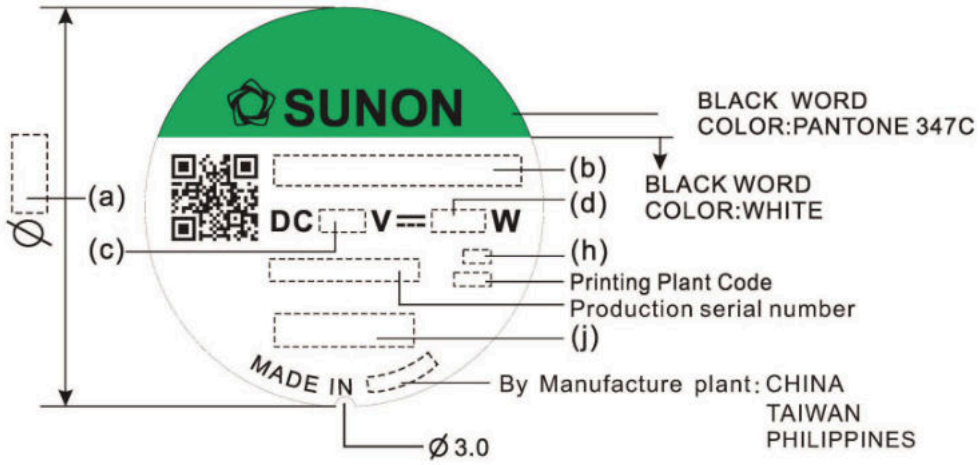 SUNON
BLACK WORD
COLOR:PANTONE 347C
(a)
(b)
BLACK WORD
COLOR:WHITE
(d)
DC V W
Ø
(c)
(h)
Printing Plant Code
Production serial number
(j)
MADE IN
By Manufacture plant: CHINA
TAIWAN
PHILIPPINES
Ø 3.0